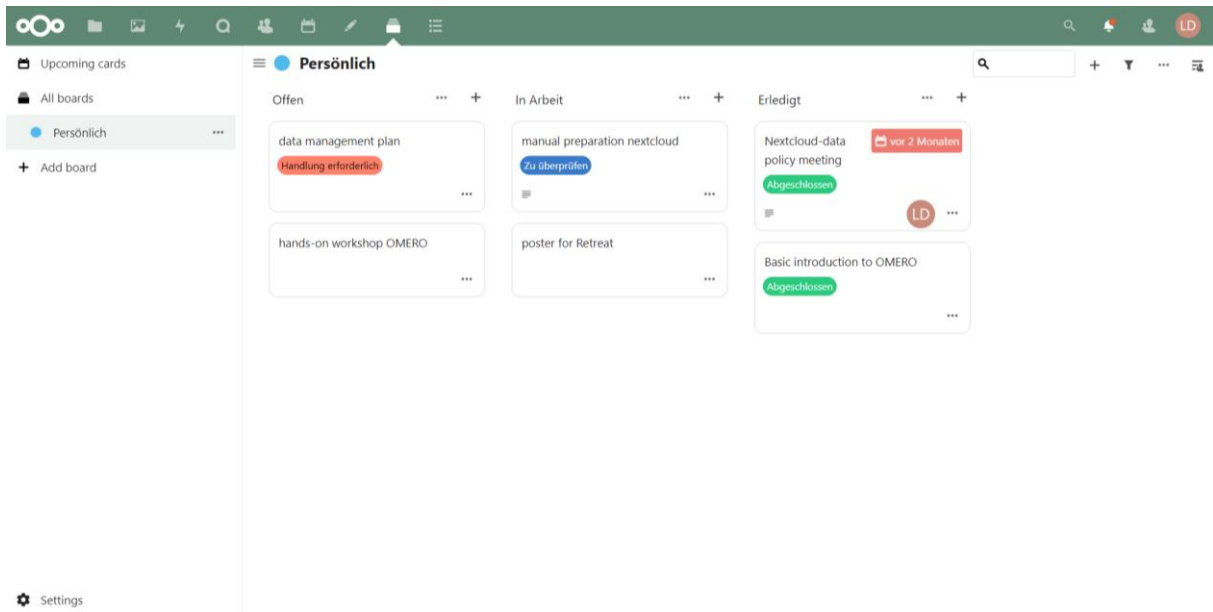 LD
Upcoming cards
All boards
Persönlich
Add board
Settings
Persönlich
Offen
data management plan
Handlung erforderlich
hands-on workshop OMERO
In Arbeit
manual preparation nextcloud
Zu überprüfen
poster for Retreat
Erledigt
Nextcloud-data
policy meeting
vor 2 Monaten
Abgeschlossen
LD
Basic introduction to OMERO
Abgeschlossen